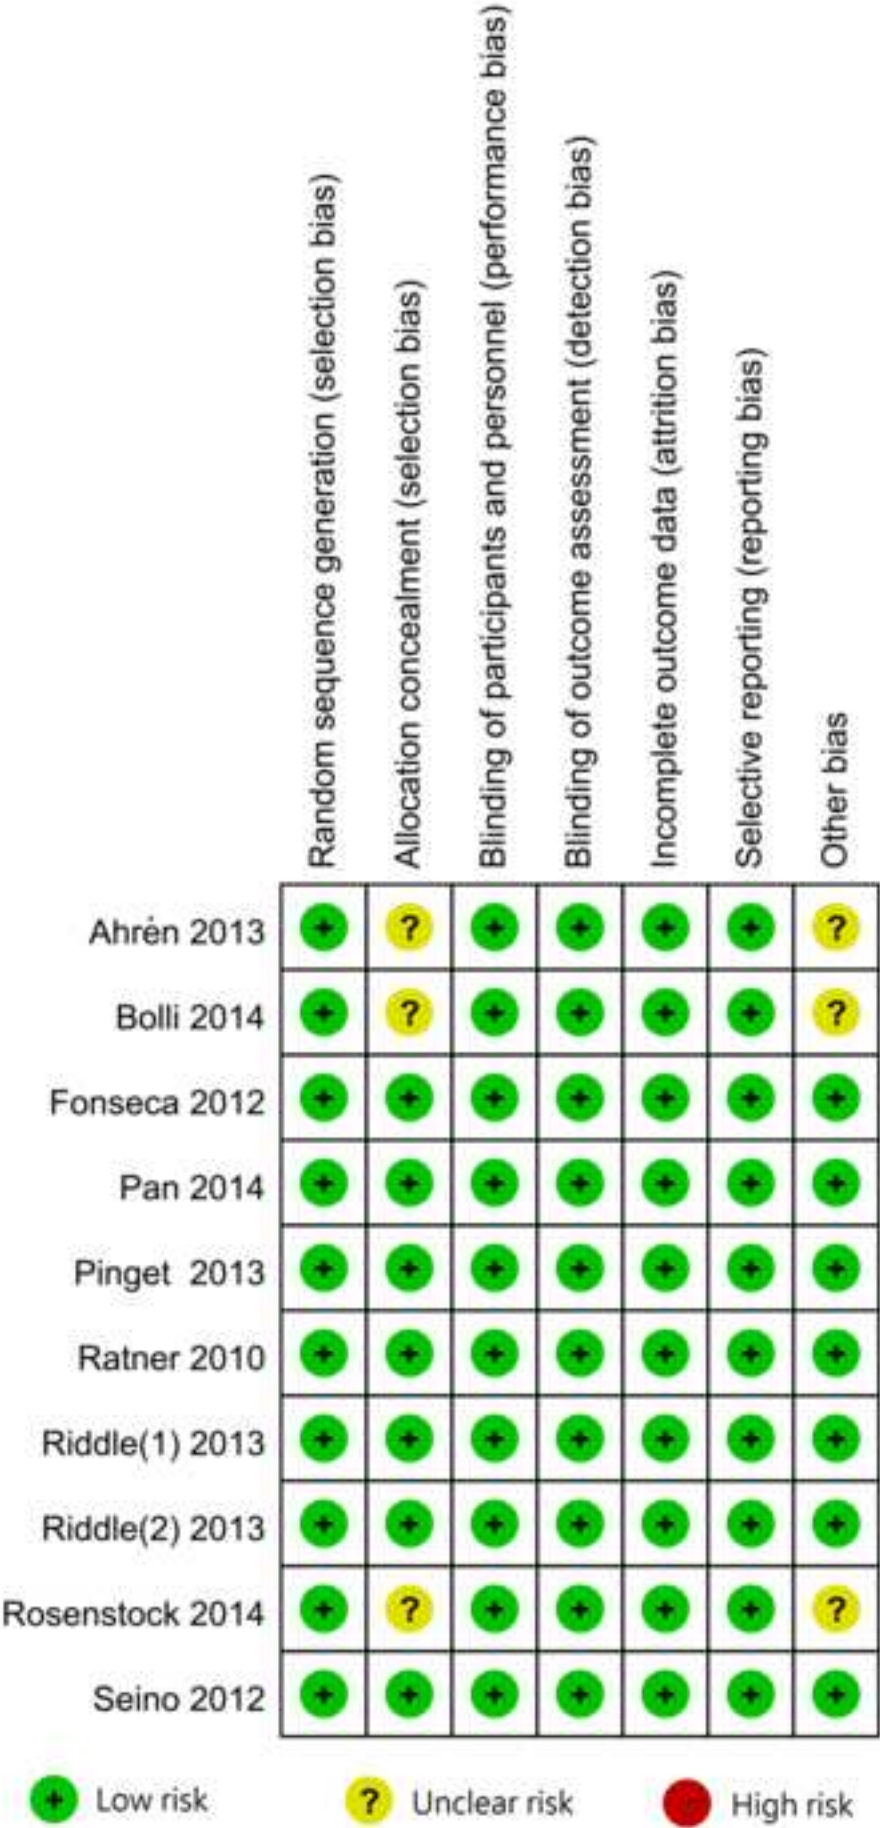 Random sequence generation (selection bias)
Allocation concealment (selection bias)
Blinding of participants and personnel (performance bias)
Blinding of outcome assessment (detection bias)
Incomplete outcome data (attrition bias)
Selective reporting (reporting bias)
Other bias
Ahrén 2013 + ? + + + + ?
Bolli 2014 + ? + + + + ?
Fonseca 2012 + + + + + + +
Pan 2014 + + + + + + +
Pinget 2013 + + + + + + +
Ratner 2010 + + + + + + +
Riddle(1) 2013 + + + + + + +
Riddle(2) 2013 + + + + + + +
Rosenstock 2014 + ? + + + + ?
Seino 2012 + + + + + + +
+ Low risk ? Unclear risk High risk